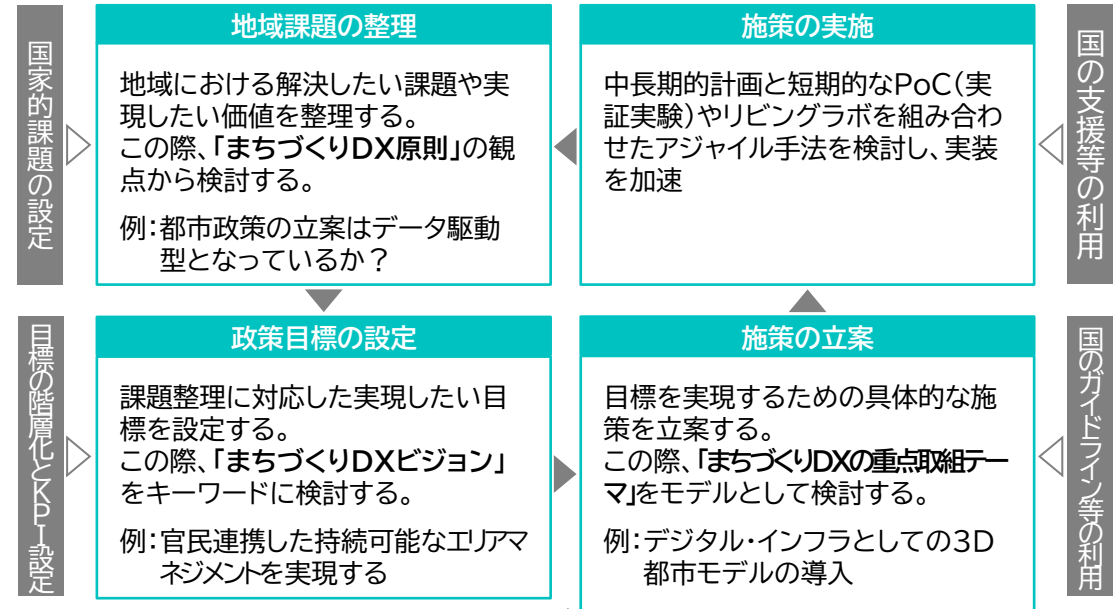 国家的課題の設定
地域課題の整理
地域における解決したい課題や実
現したい価値を整理する。
この際、「まちづくりDX原則」の観
点から検討する。
例：都市政策の立案はデータ駆動
型となっているか？
施策の実施
中長期的計画と短期的なPoC（実
証実験）やリビングラボを組み合わ
せたアジャイル手法を検討し、実装
を加速
国の支援等の利用
目標の階層化とKPI設定
政策目標の設定
課題整理に対応した実現したい目
標を設定する。
この際、「まちづくりDXビジョン」
をキーワードに検討する。
例：官民連携した持続可能なエリアマ
ネジメントを実現する
施策の立案
目標を実現するための具体的な施
策を立案する。
この際、「まちづくりDXの重点取組テー
マ」をモデルとして検討する。
例：デジタル・インフラとしての3D
都市モデルの導入
国のガイドライン等の利用